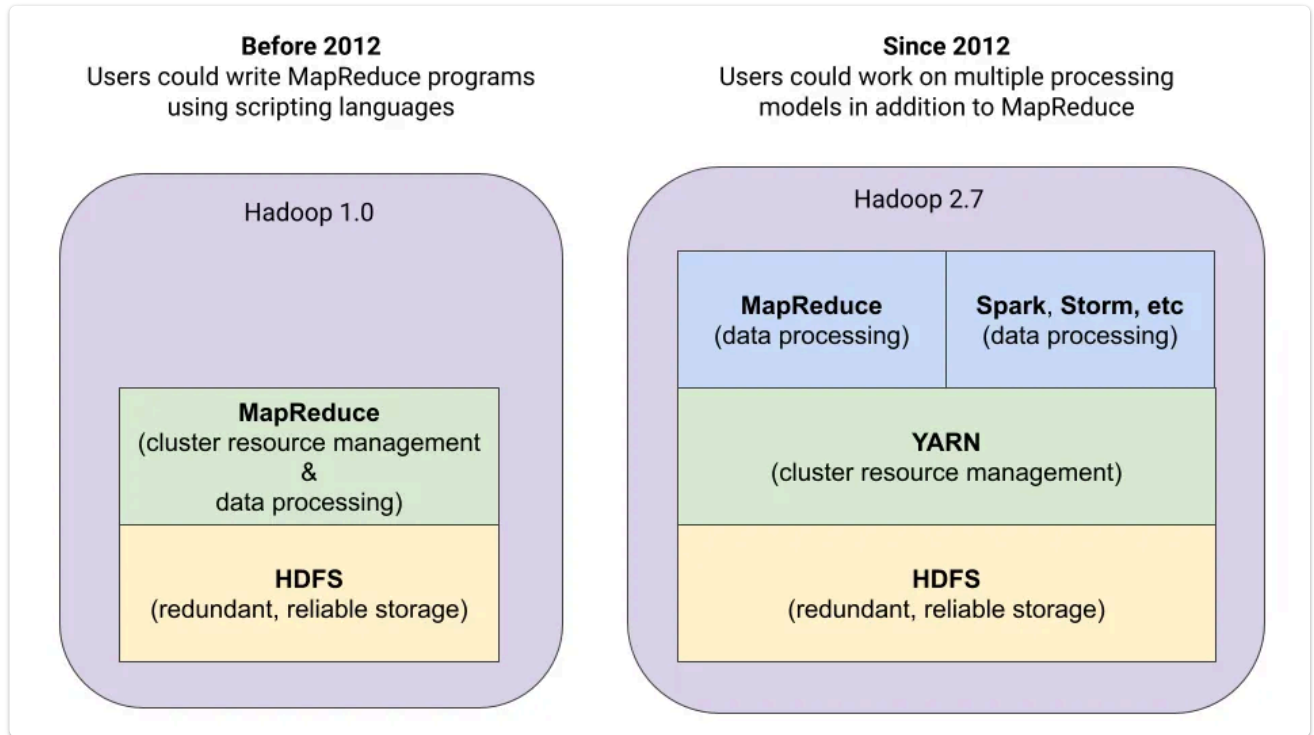 Before 2012
Users could write MapReduce programs
using scripting languages
Hadoop 1.0
MapReduce
(cluster resource management
&
data processing)
HDFS
(redundant, reliable storage)
Since 2012
Users could work on multiple processing
models in addition to MapReduce
Hadoop 2.7
MapReduce
(data processing)
Spark, Storm, etc
(data processing)
YARN
(cluster resource management)
HDFS
(redundant, reliable storage)